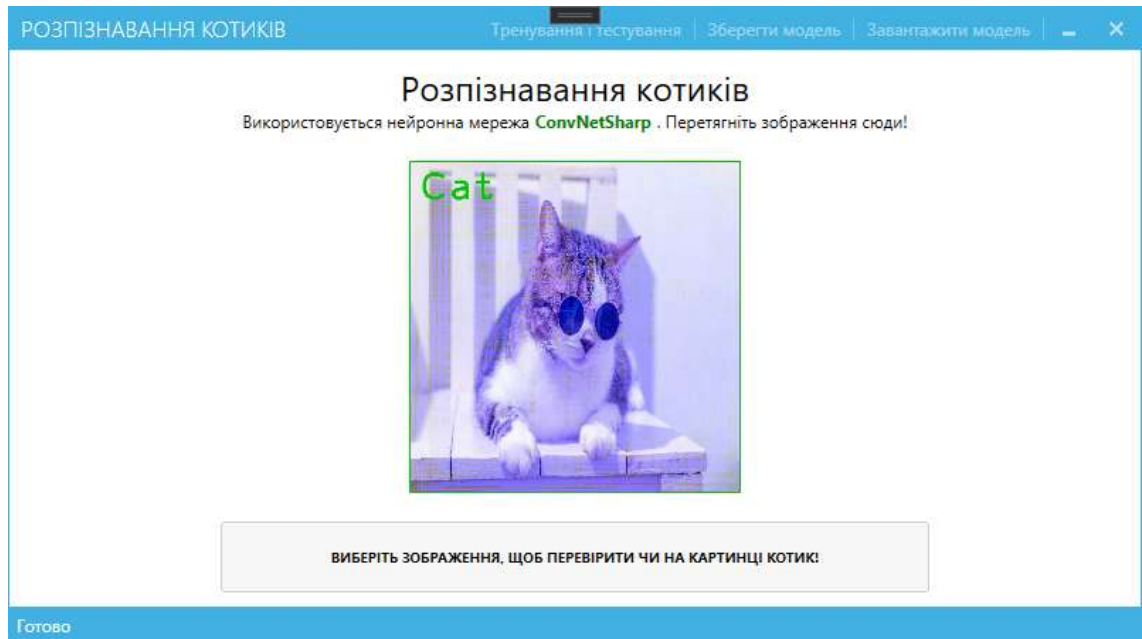 РОЗПІЗНАВАННЯ КОТИКІВ
Тренування і тестування Зберегти модель Завантажити модель
Розпізнавання котиків
Використовується нейронна мережа ConvNetSharp . Перетягніть зображення сюди!
Cat
ВИБЕРІТЬ ЗОБРАЖЕННЯ, ЩОБ ПЕРЕВІРИТИ ЧИ НА КАРТИНЦІ КОТИК!
Готово